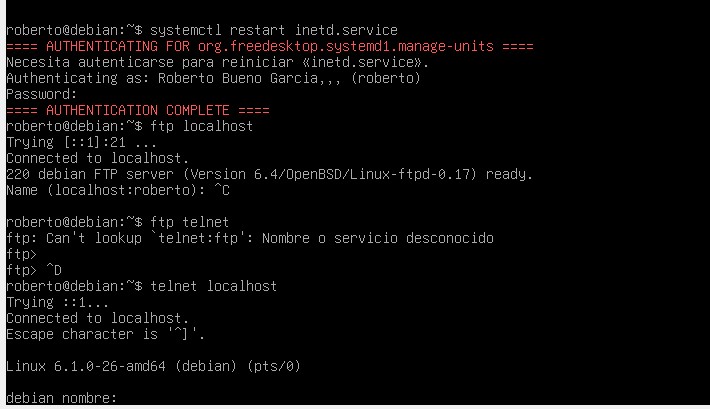 roberto@debian:~$ systemctl restart inetd.service
==== AUTHENTICATING FOR org.freedesktop.systemd1.manage-units ====
Necesita autenticarse para reiniciar «inetd.service».
Authenticating as: Roberto Bueno Garcia,,, (roberto)
Password:
==== AUTHENTICATION COMPLETE ====
roberto@debian:~$ ftp localhost
Trying [::1]:21 ...
Connected to localhost.
220 debian FTP server (Version 6.4/OpenBSD/Linux-ftpd-0.17) ready.
Name (localhost:roberto): ^C
roberto@debian:~$ ftp telnet
ftp: Can't lookup `telnet:ftp': Nombre o servicio desconocido
ftp>
ftp> ^D
roberto@debian:~$ telnet localhost
Trying ::1...
Connected to localhost.
Escape character is '^]'.
Linux 6.1.0-26-amd64 (debian) (pts/0)
debian nombre: